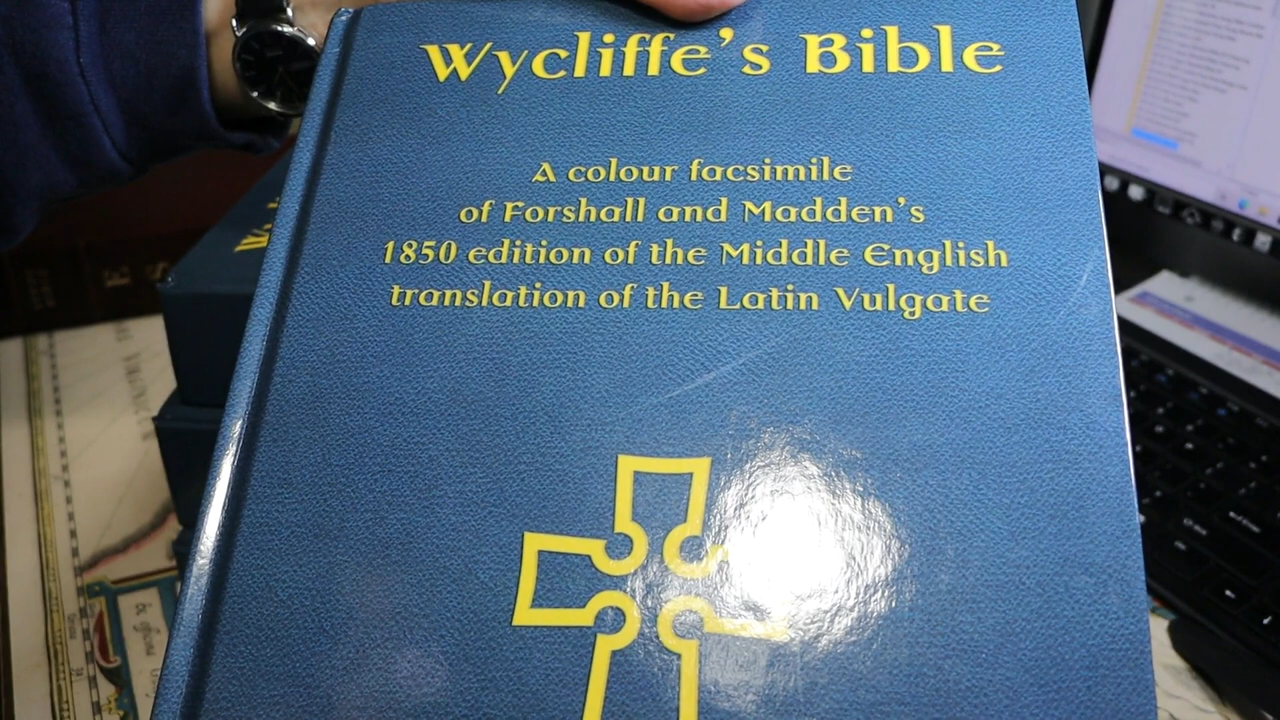 Wycliffe's Bible
A colour facsimile
of Forshall and Madden's
1850 edition of the Middle English
translation of the Latin Vulgate